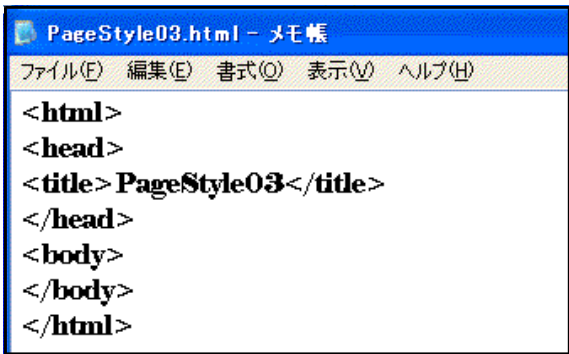 PageStyle03.html - メモ帳
ファイル(F) 編集(E) 書式(O) 表示(V) ヘルプ(H)
<html>
<head>
<title>PageStyle03</title>
</head>
<body>
</body>
</html>